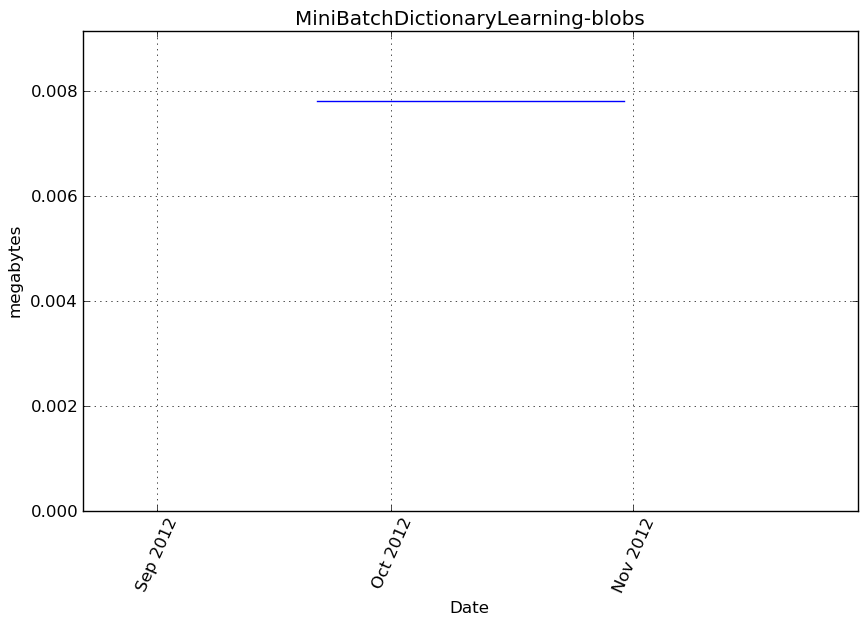 MiniBatchDictionaryLearning-blobs
megabytes
0.008
0.006
0.004
0.002
0.000
Sep 2012
Oct 2012
Nov 2012
Date